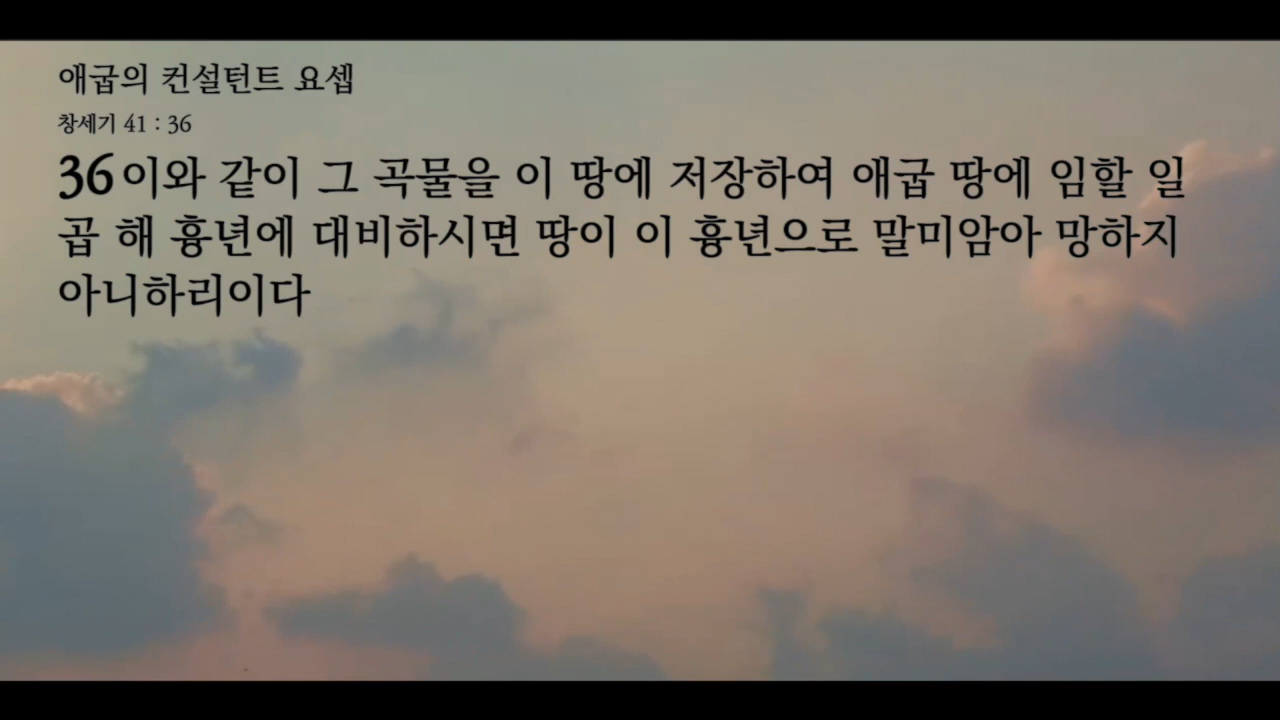 애굽의 컨설턴트 요셉
창세기 41 : 36
36 이와 같이 그 곡물을 이 땅에 저장하여 애굽 땅에 임할 일
곱 해 흉년에 대비하시면 땅이 이 흉년으로 말미암아 망하지
아니하리이다